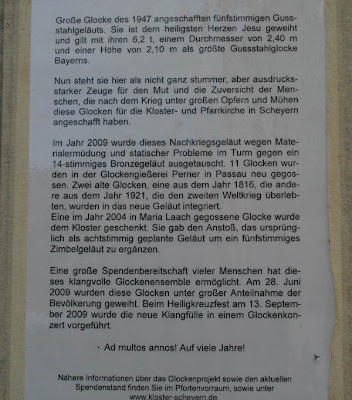 Große Glocke des 1947 angeschafften fünfstimmigen Guss-
stahlgeläuts. Sie ist dem heiligsten Herzen Jesu geweiht
und gilt mit ihren 6,2 t, einem Durchmesser von 2,40 m
und einer Höhe von 2,10 m als größte Gussstahlglocke
Bayerns.
Nun steht sie hier als nicht ganz stummer, aber ausdrucks-
starker Zeuge für den Mut und die Zuversicht der Men-
schen, die nach dem Krieg unter großen Opfern und Mühen
diese Glocken für die Kloster- und Pfarrkirche in Scheyern
angeschafft haben.
Im Jahr 2009 wurde dieses Nachkriegsgeläut wegen Mate-
rialermüdung und statischer Probleme im Turm gegen ein
14-stimmiges Bronzegeläut ausgetauscht. 11 Glocken wur-
den in der Glockengießerei Perner in Passau neu gegos-
sen. Zwei alte Glocken, eine aus dem Jahr 1816, die ande-
re aus dem Jahr 1921, die den zweiten Weltkrieg überleb-
ten, wurden in das neue Geläut integriert.
Eine im Jahr 2004 in Maria Laach gegossene Glocke wurde
dem Kloster geschenkt. Sie gab den Anstoß, das ursprüng-
lich als achtstimmig geplante Geläut um ein fünfstimmiges
Zimbelgeläut zu ergänzen.
Eine große Spendenbereitschaft vieler Menschen hat die-
ses klangvolle Glockenensemble ermöglicht. Am 28. Juni
2009 wurden diese Glocken unter großer Anteilnahme der
Bevölkerung geweiht. Beim Heiligkreuzfest am 13. Septem-
ber 2009 wurde die neue Klangfülle in einem Glockenkon-
zert vorgeführt.
· Ad multos annos! Auf viele Jahre!
Nähere Informationen über das Glockenprojekt sowie den aktuellen
Spendenstand finden Sie im Pfortenvorraum, sowie unter
www.kloster-scheyern.de.